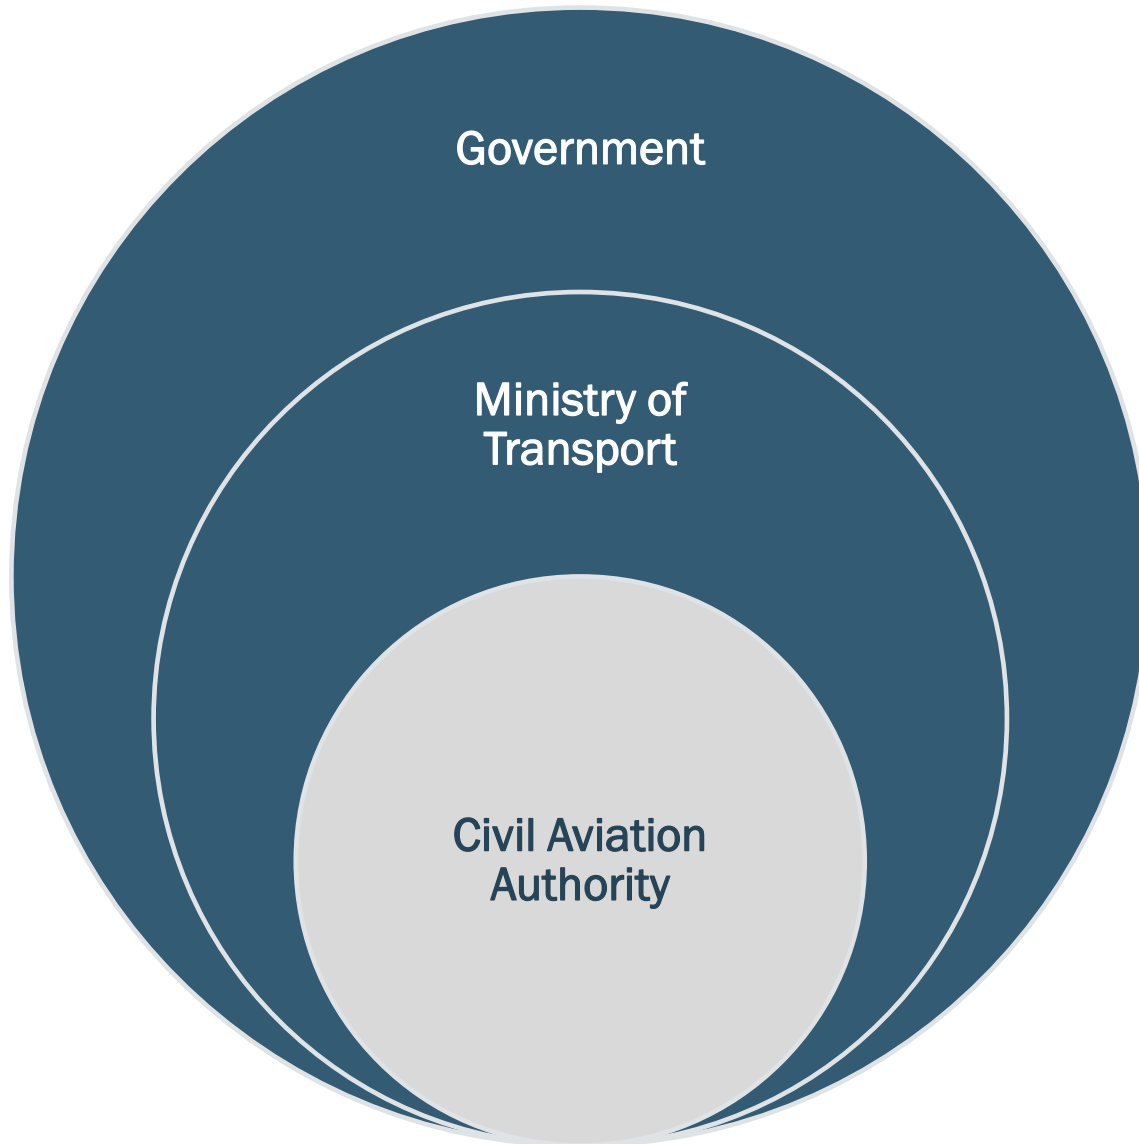 Government
Ministry of
Transport
Civil Aviation
Authority